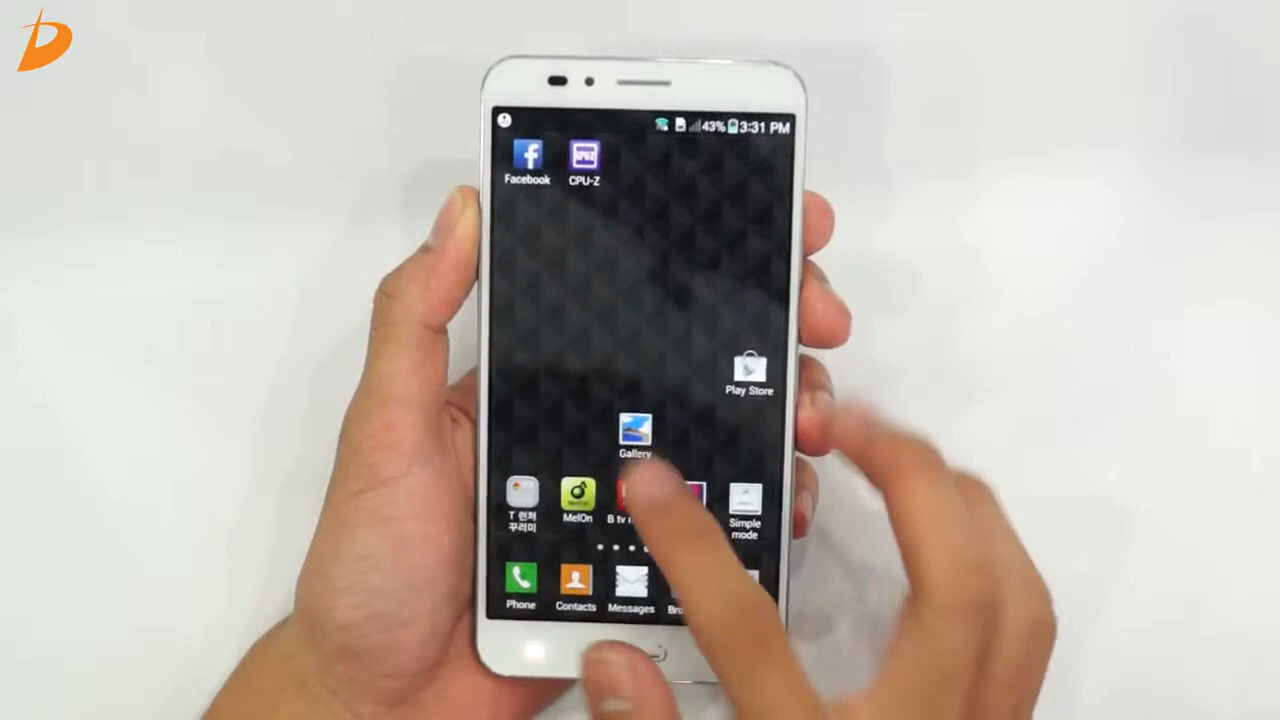 43% 3:31 PM
Facebook CPU-Z
Play Store
Gallery
T 런처
꾸러미
MelOn
B tv
Simple
mode
Phone Contacts Messages